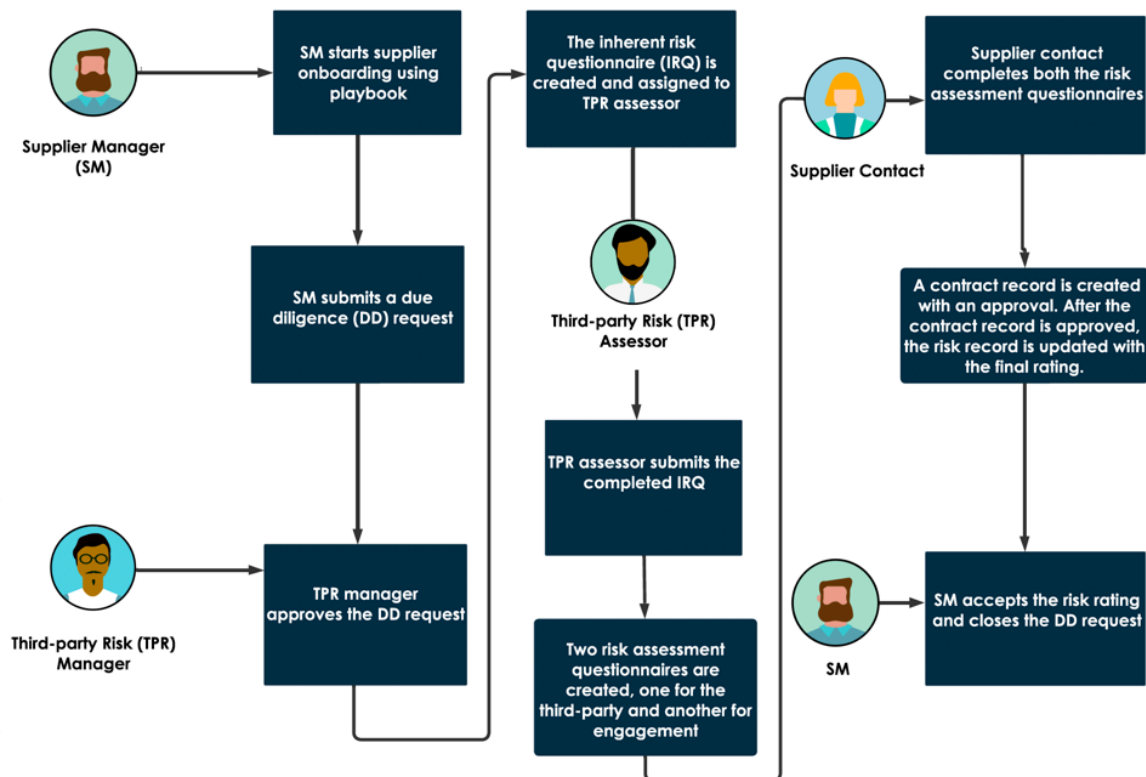 SM starts supplier
onboarding using
playbook
Supplier Manager
(SM)
SM submits a due
diligence (DD) request
TPR manager
approves the DD request
Third-party Risk (TPR)
Manager
The inherent risk
questionnaire (IRQ) is
created and assigned to
TPR assessor
Third-party Risk (TPR)
Assessor
TPR assessor submits the
completed IRQ
Two risk assessment
questionnaires are
created, one for the
third-party and another for
engagement
Supplier contact
completes both the risk
assessment questionnaires
Supplier Contact
A contract record is created
with an approval. After the
contract record is approved,
the risk record is updated with
the final rating.
SM accepts the risk rating
and closes the DD request
SM